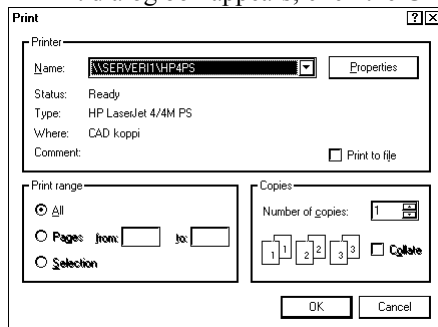 Print
Printer
Name: \\SERVERI1\HP4PS Properties
Status: Ready
Type: HP LaserJet 4/4M PS
Where: CAD koppi
Comment: Print to file
Print range
All
Pages from: to:
Selection
Copies
Number of copies: 1
1 1 2 2 3 3 Collate
OK Cancel